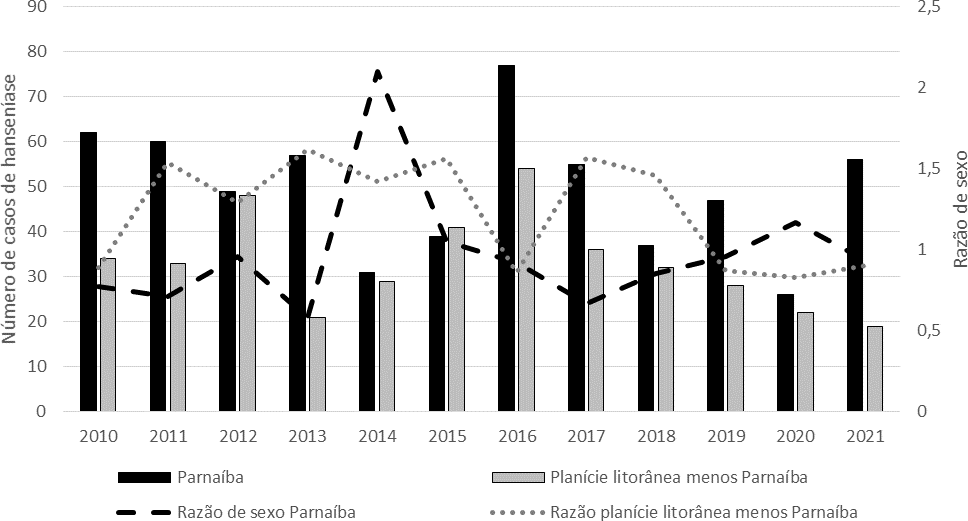 Número de casos de hanseníase
90
80
70
60
50
40
30
20
10
0
2,5
2
1,5
1
0,5
0
Razão de sexo
2010 2011 2012 2013 2014 2015 2016 2017 2018 2019 2020 2021
Parnaíba
Planície litorânea menos Parnaíba
Razão de sexo Parnaíba
Razão planície litorânea menos Parnaíba